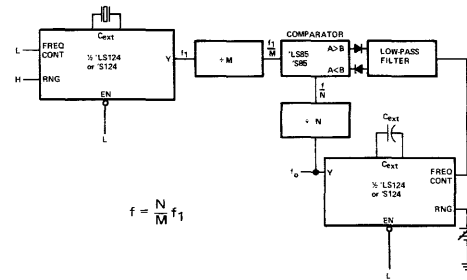 Cext
L
FREQ
CONT
H
RNG
½ 'LS124
or 'S124
Y
EN
L
f1
÷ M
f1/M
COMPARATOR
'LS85
'S85
A>B
A<B
LOW-PASS
FILTER
f/N
÷ N
fo
Cext
Y
½ 'LS124
or 'S124
FREQ
CONT
RNG
EN
L
f = N/M f1